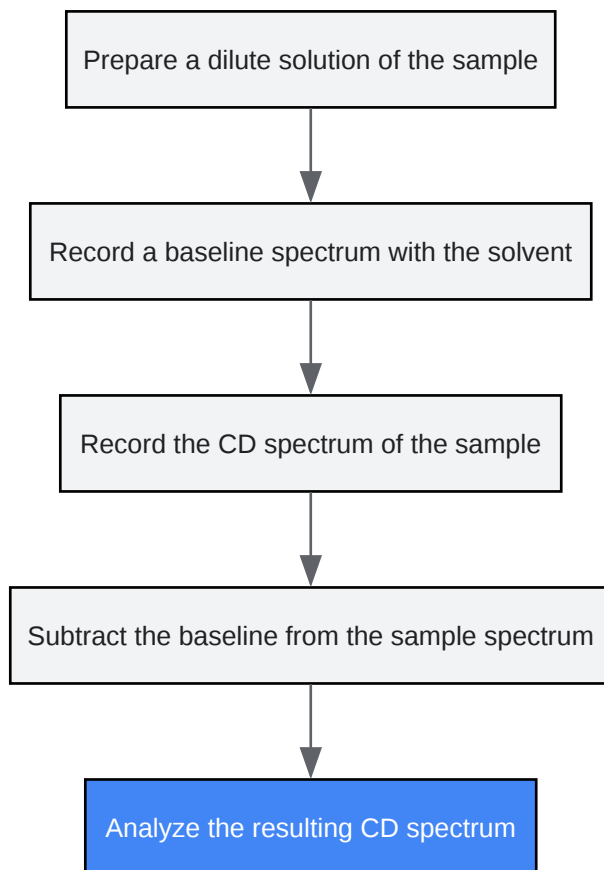 Prepare a dilute solution of the sample
Record a baseline spectrum with the solvent
Record the CD spectrum of the sample
Subtract the baseline from the sample spectrum
Analyze the resulting CD spectrum